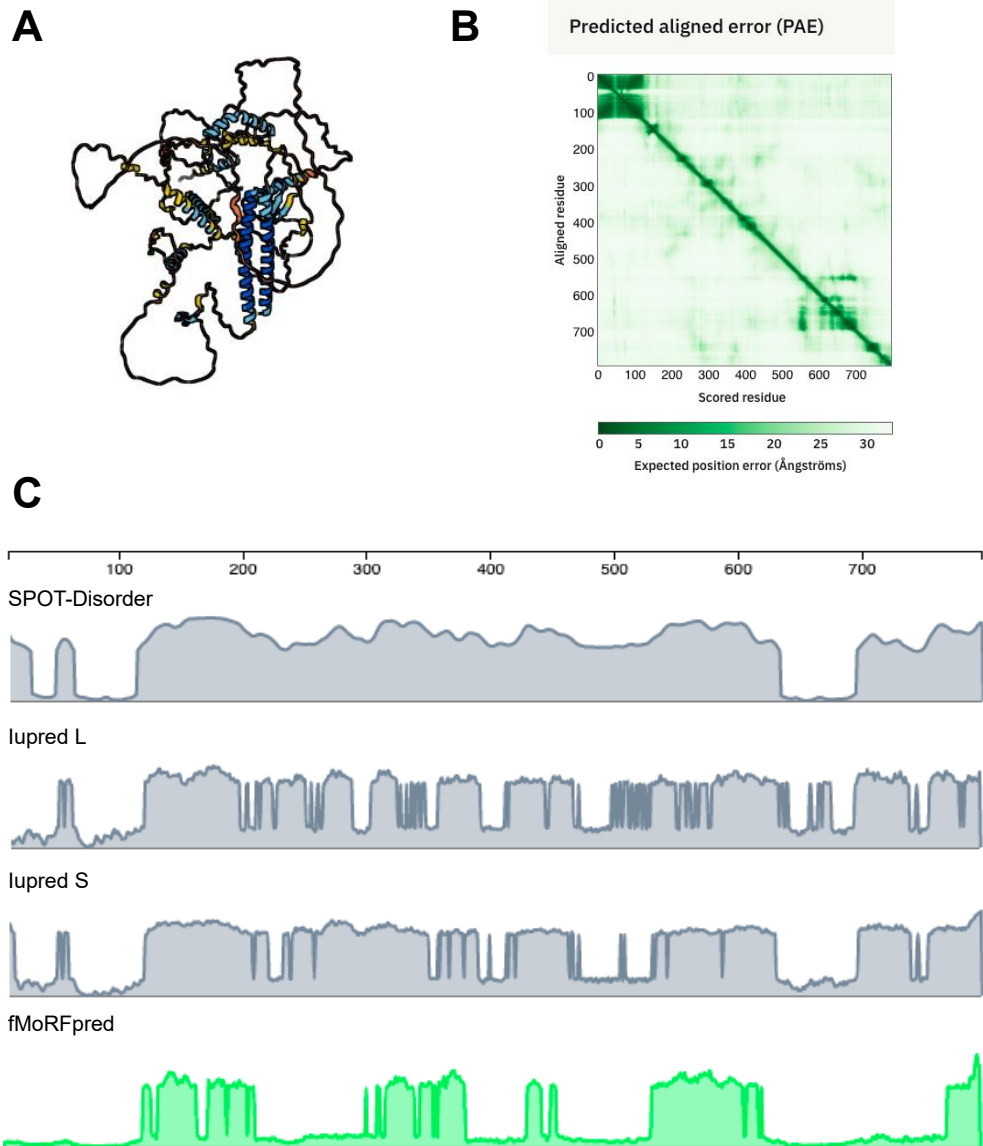 A
B
Predicted aligned error (PAE)
0
100
200
300
400
500
600
700
Aligned residue
0 100 200 300 400 500 600 700
Scored residue
0 5 10 15 20 25 30
Expected position error (Ångströms)
C
100 200 300 400 500 600 700
SPOT-Disorder
Iupred L
Iupred S
fMoRFpred